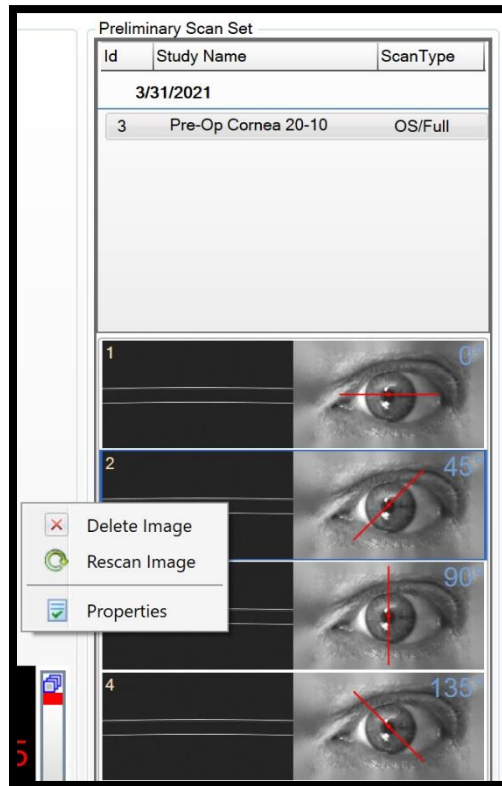 Preliminary Scan Set
Id Study Name ScanType
3/31/2021
3 Pre-Op Cornea 20-10 OS/Full
1 0°
2 45°
Delete Image
Rescan Image
90°
Properties
4 135°
5